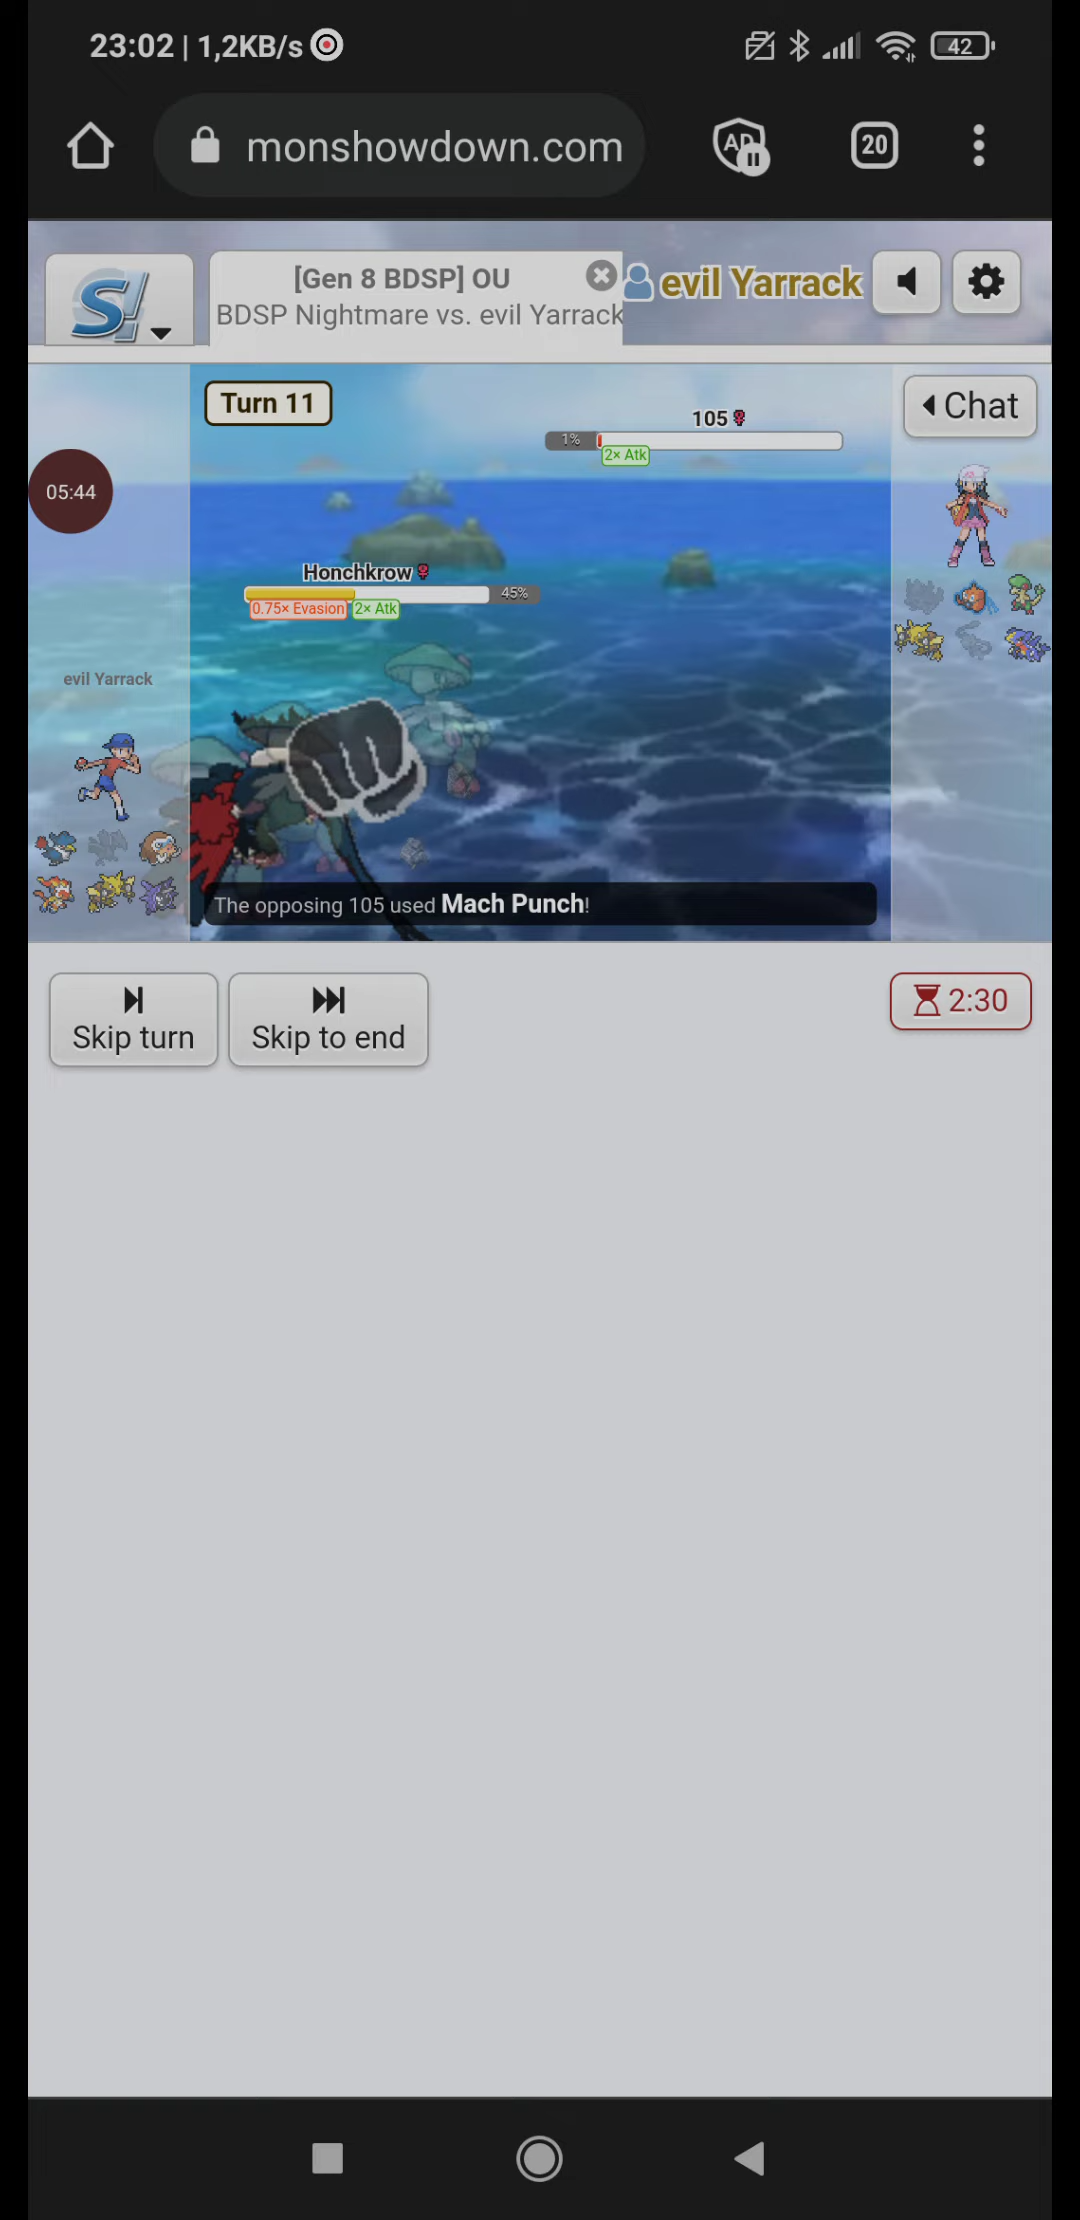 23:02 | 1,2KB/s
42
monshowdown.com
AD
20
S!
[Gen 8 BDSP] OU
BDSP Nightmare vs. evil Yarrack
evil Yarrack
Turn 11
Chat
105
1%
2× Atk
05:44
Honchkrow
45%
0.75× Evasion 2× Atk
evil Yarrack
The opposing 105 used Mach Punch!
Skip turn
Skip to end
2:30